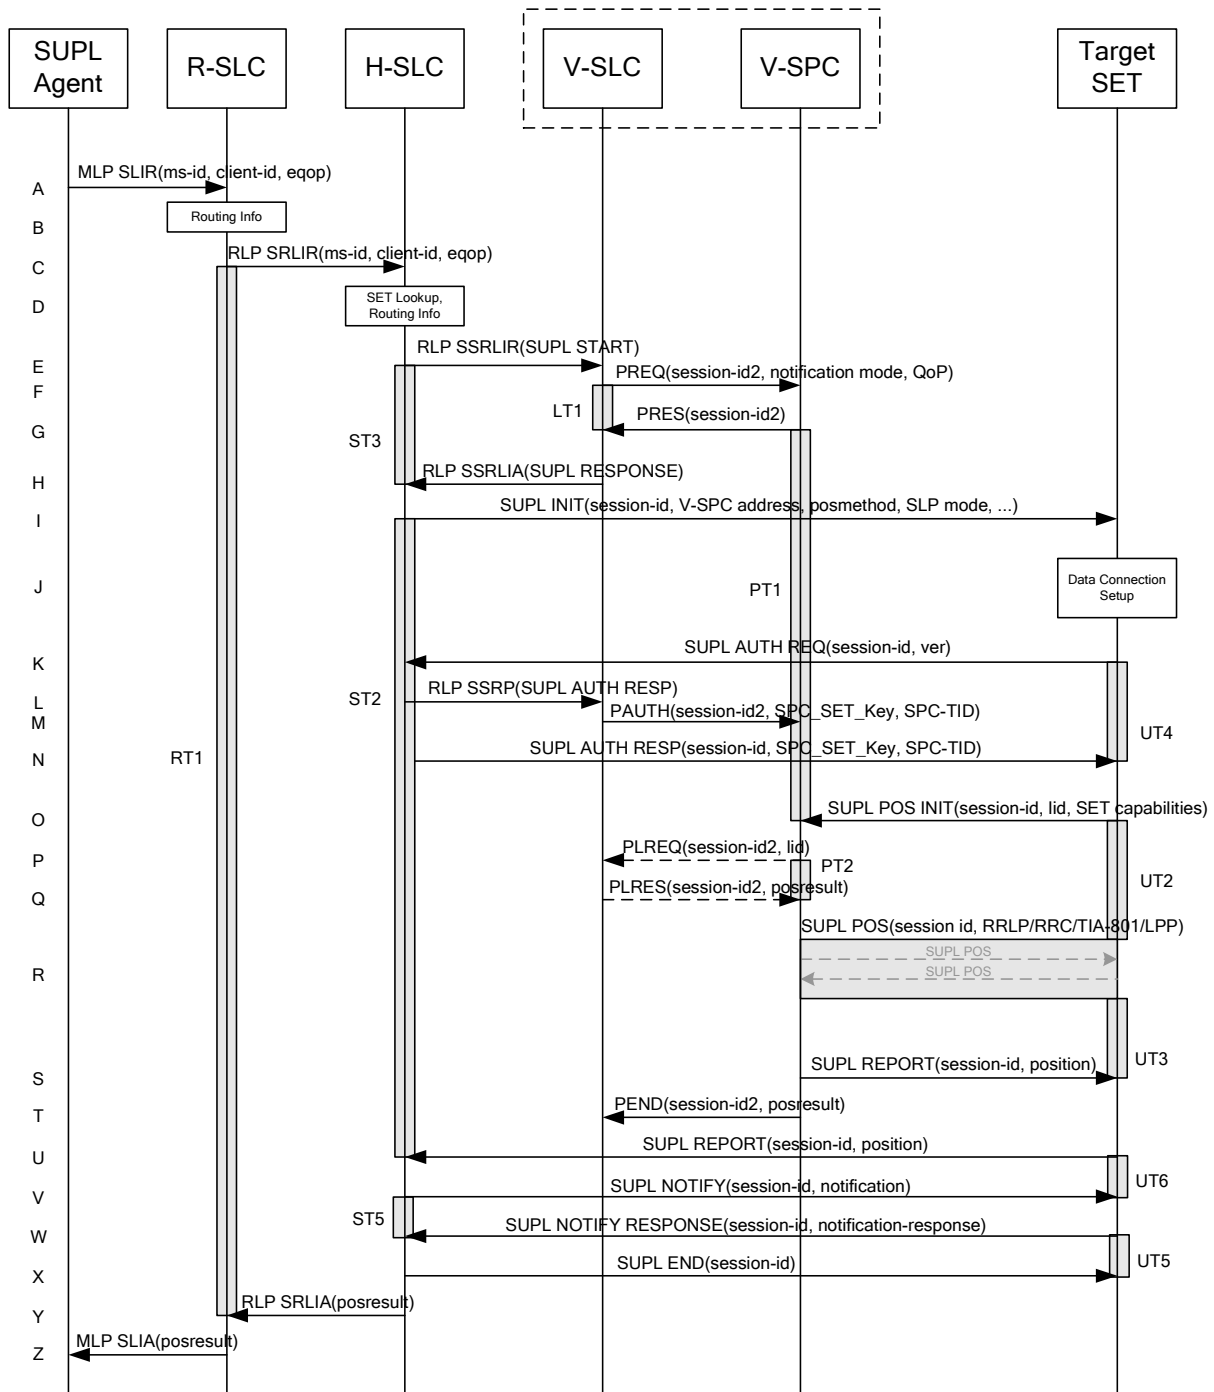 SUPL
Agent
R-SLC
H-SLC
V-SLC
V-SPC
Target
SET
A
MLP SLIR(ms-id, client-id, eqop)
B
Routing Info
C
RLP SRLIR(ms-id, client-id, eqop)
D
SET Lookup,
Routing Info
E
RLP SSRLIR(SUPL START)
F
PREQ(session-id2, notification mode, QoP)
LT1
G
PRES(session-id2)
ST3
H
RLP SSRLIA(SUPL RESPONSE)
I
SUPL INIT(session-id, V-SPC address, posmethod, SLP mode, ...)
J
PT1
Data Connection
Setup
K
SUPL AUTH REQ(session-id, ver)
L
ST2
RLP SSRP(SUPL AUTH RESP)
M
PAUTH(session-id2, SPC_SET_Key, SPC-TID)
UT4
N
RT1
SUPL AUTH RESP(session-id, SPC_SET_Key, SPC-TID)
O
SUPL POS INIT(session-id, lid, SET capabilities)
P
PLREQ(session-id2, lid)
PT2
UT2
Q
PLRES(session-id2, posresult)
SUPL POS(session id, RRLP/RRC/TIA-801/LPP)
SUPL POS
R
SUPL POS
UT3
S
SUPL REPORT(session-id, position)
T
PEND(session-id2, posresult)
U
SUPL REPORT(session-id, position)
UT6
V
SUPL NOTIFY(session-id, notification)
ST5
W
SUPL NOTIFY RESPONSE(session-id, notification-response)
UT5
X
SUPL END(session-id)
Y
RLP SRLIA(posresult)
Z
MLP SLIA(posresult)